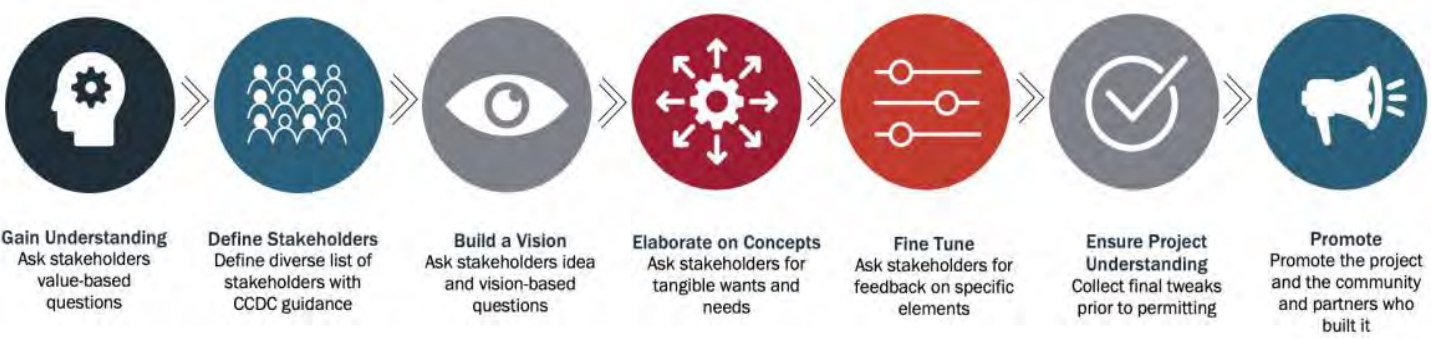 Gain Understanding
Ask stakeholders
value-based
questions
Define Stakeholders
Define diverse list of
stakeholders with
CCDC guidance
Build a Vision
Ask stakeholders idea
and vision-based
questions
Elaborate on Concepts
Ask stakeholders for
tangible wants and
needs
Fine Tune
Ask stakeholders for
feedback on specific
elements
Ensure Project
Understanding
Collect final tweaks
prior to permitting
Promote
Promote the project
and the community
and partners who
built it